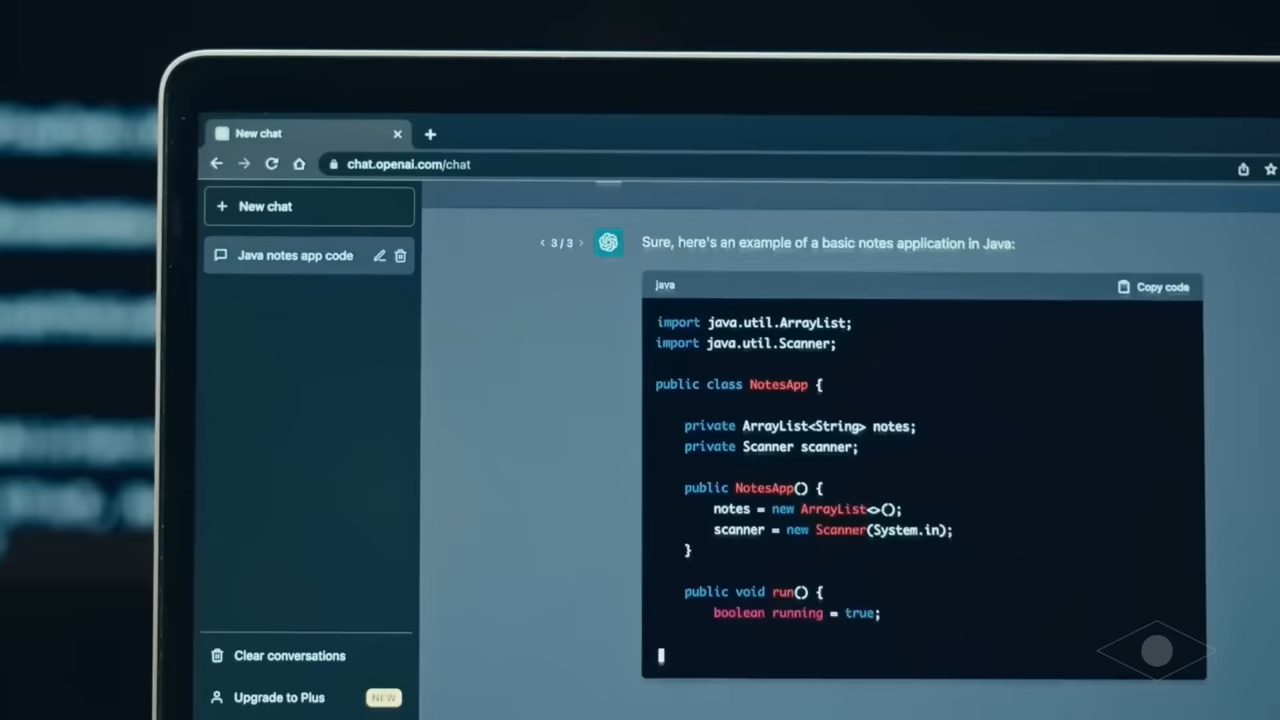 New chat
chat.openai.com/chat
+ New chat
Java notes app code
< 3 / 3 >
Sure, here's an example of a basic notes application in Java:
java
Copy code
import java.util.ArrayList;
import java.util.Scanner;
public class NotesApp {
private ArrayList<String> notes;
private Scanner scanner;
public NotesApp() {
notes = new ArrayList<>();
scanner = new Scanner(System.in);
}
public void run() {
boolean running = true;
Clear conversations
Upgrade to Plus NEW